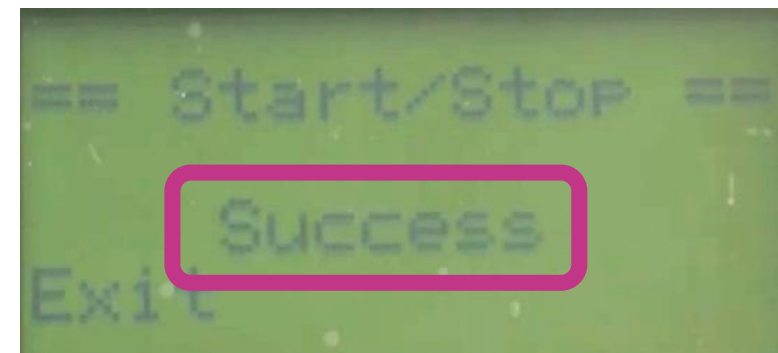 == Start/Stop ==
Success
Exit